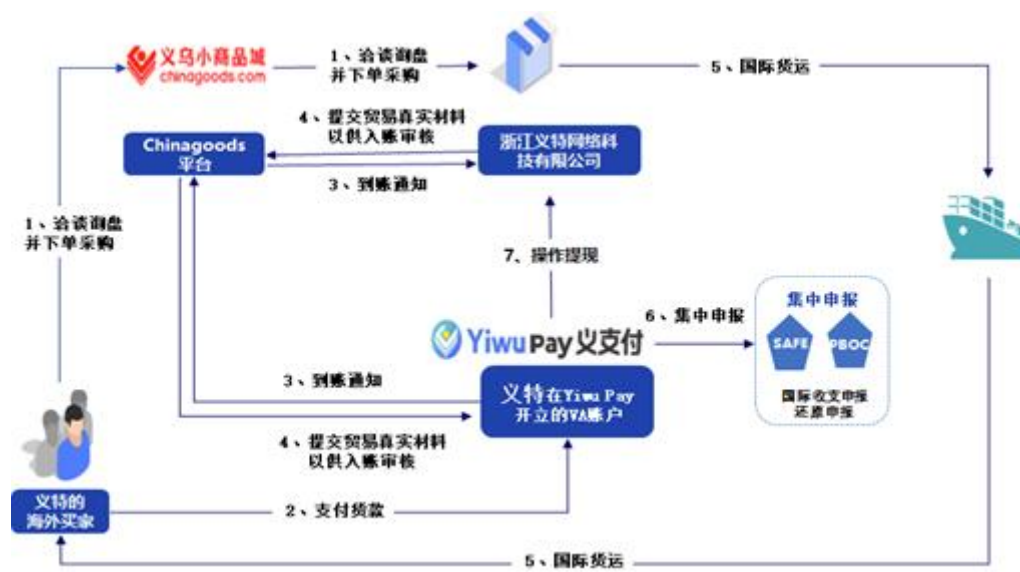 义乌小商品城
chinagoods.com
1、洽谈询盘
并下单采购
5、国际货运
4、提交贸易真实材料
以供入账审核
Chinagoods
平台
浙江义特网络科
技有限公司
3、到账通知
1、洽谈询盘
并下单采购
7、操作提现
6、集中申报
集中申报
SAFE
PBOC
国际收支申报
还原申报
YiwuPay义支付
3、到账通知
义特在Yiwu Pay
开立的VA账户
4、提交贸易真实材料
以供入账审核
义特的
海外买家
2、支付货款
5、国际货运